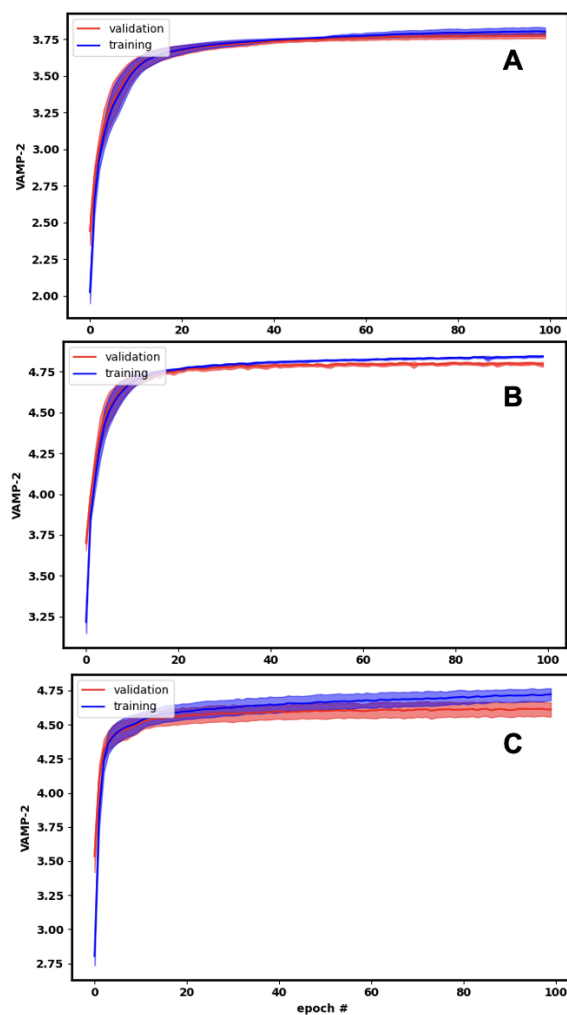 validation
training
A
VAMP-2
3.75
3.50
3.25
3.00
2.75
2.50
2.25
2.00
0 20 40 60 80 100
validation
training
B
VAMP-2
4.75
4.50
4.25
4.00
3.75
3.50
3.25
0 20 40 60 80 100
validation
training
C
VAMP-2
4.75
4.50
4.25
4.00
3.75
3.50
3.25
3.00
2.75
0 20 40 60 80 100
epoch #